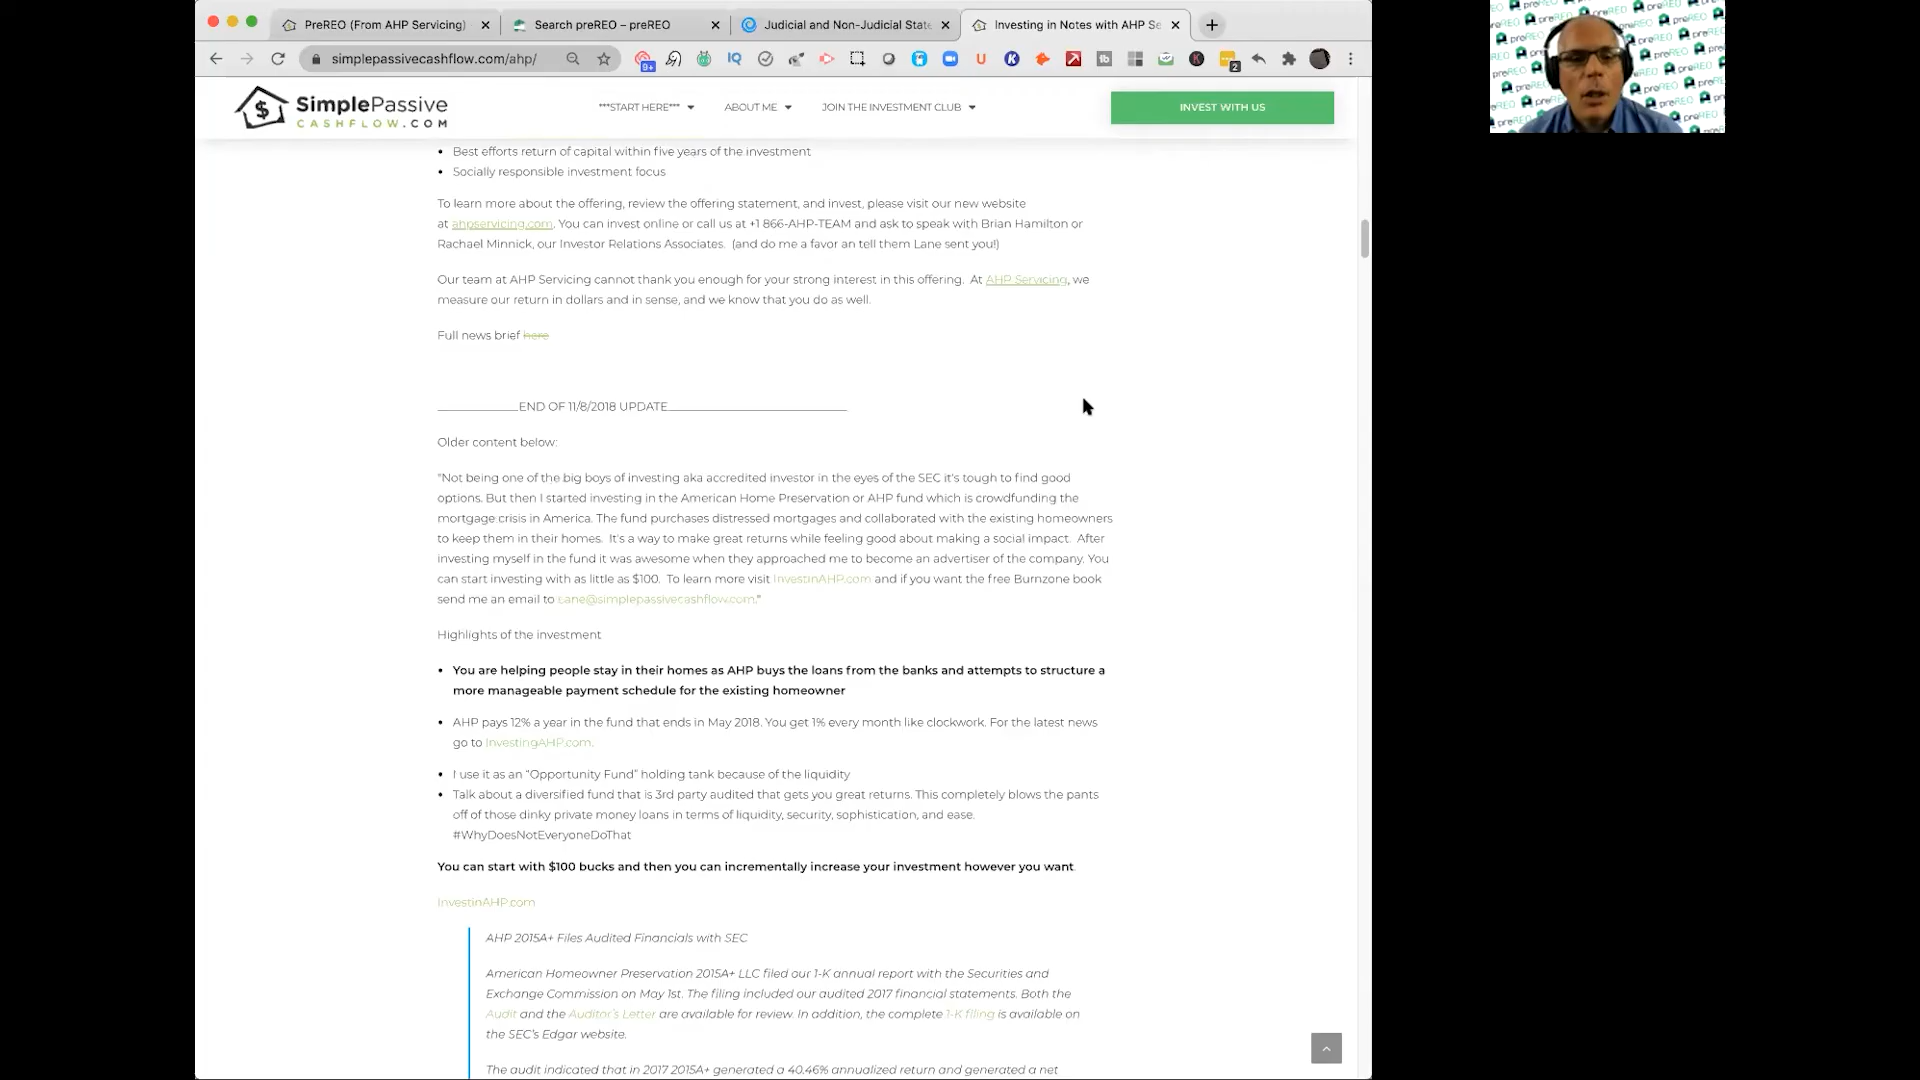 PreREO (From AHP Servicing)
Search preREO – preREO
Judicial and Non-Judicial State
Investing in Notes with AHP Se
simplepassivecashflow.com/ahp/
SimplePassive
CASHFLOW.COM
***START HERE***
ABOUT ME
JOIN THE INVESTMENT CLUB
INVEST WITH US
• Best efforts return of capital within five years of the investment
• Socially responsible investment focus
To learn more about the offering, review the offering statement, and invest, please visit our new website
at ahpservicing.com. You can invest online or call us at +1 866-AHP-TEAM and ask to speak with Brian Hamilton or
Rachael Minnick, our Investor Relations Associates. (and do me a favor an tell them Lane sent you!)
Our team at AHP Servicing cannot thank you enough for your strong interest in this offering. At AHP Servicing, we
measure our return in dollars and in sense, and we know that you do as well.
Full news brief here
____________END OF 11/8/2018 UPDATE__________________________
Older content below:
"Not being one of the big boys of investing aka accredited investor in the eyes of the SEC it's tough to find good
options. But then I started investing in the American Home Preservation or AHP fund which is crowdfunding the
mortgage crisis in America. The fund purchases distressed mortgages and collaborated with the existing homeowners
to keep them in their homes. It's a way to make great returns while feeling good about making a social impact. After
investing myself in the fund it was awesome when they approached me to become an advertiser of the company. You
can start investing with as little as $100. To learn more visit InvestinAHP.com and if you want the free Burnzone book
send me an email to Lane@simplepassivecashflow.com."
Highlights of the investment
• You are helping people stay in their homes as AHP buys the loans from the banks and attempts to structure a
more manageable payment schedule for the existing homeowner
• AHP pays 12% a year in the fund that ends in May 2018. You get 1% every month like clockwork. For the latest news
go to InvestingAHP.com.
• I use it as an "Opportunity Fund" holding tank because of the liquidity
• Talk about a diversified fund that is 3rd party audited that gets you great returns. This completely blows the pants
off of those dinky private money loans in terms of liquidity, security, sophistication, and ease.
#WhyDoesNotEveryoneDoThat
You can start with $100 bucks and then you can incrementally increase your investment however you want.
InvestinAHP.com
AHP 2015A+ Files Audited Financials with SEC
American Homeowner Preservation 2015A+ LLC filed our 1-K annual report with the Securities and
Exchange Commission on May 1st. The filing included our audited 2017 financial statements. Both the
Audit and the Auditor's Letter are available for review. In addition, the complete 1-K filing is available on
the SEC's Edgar website.
The audit indicated that in 2017 2015A+ generated a 40.46% annualized return and generated a net